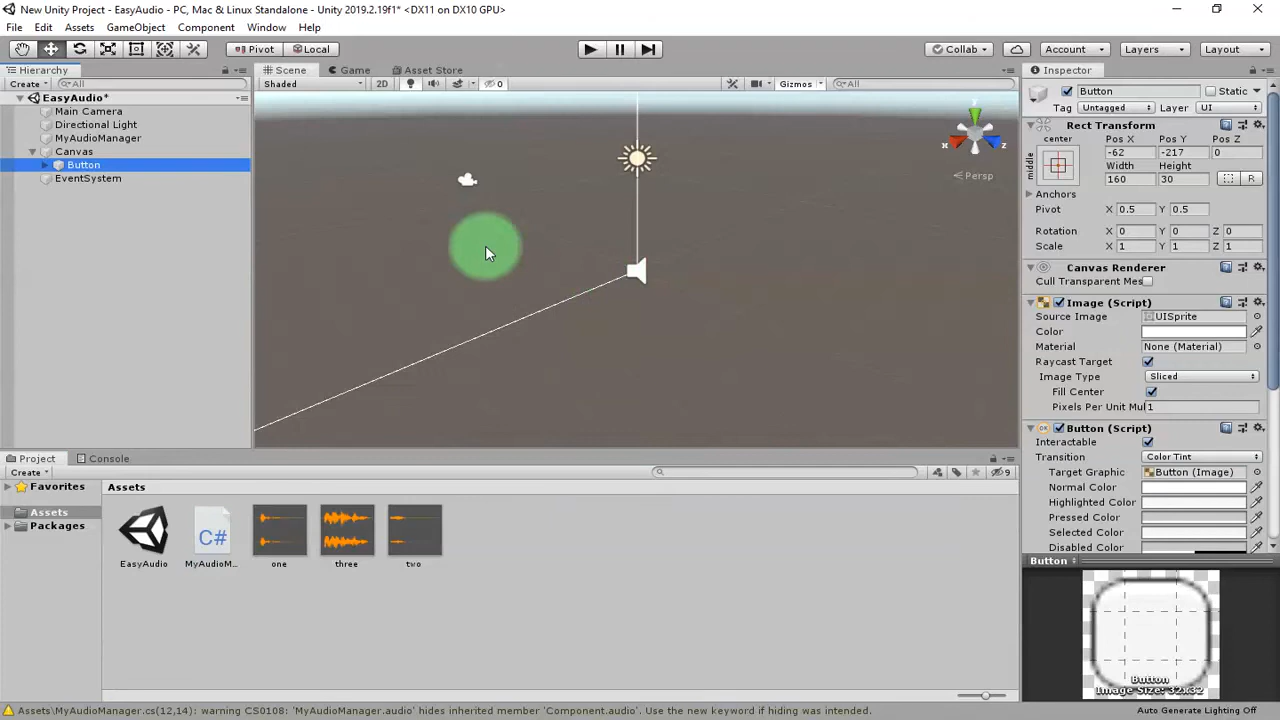 New Unity Project - EasyAudio - PC, Mac & Linux Standalone - Unity 2019.2.19f1* <DX11 on DX10 GPU>
File Edit Assets GameObject Component Window Help
Pivot Local Collab Account Layers Layout
Hierarchy Scene Game Asset Store Inspector
Create All Shaded 2D 0 Gizmos All
EasyAudio*
Main Camera
Directional Light
MyAudioManager
Canvas
Button
EventSystem
y
x
z
Persp
Button Static
Tag Untagged Layer UI
Rect Transform
center Pos X Pos Y Pos Z
middle -62 -217 0
Width Height
160 30 R
Anchors
Pivot X 0.5 Y 0.5
Rotation X 0 Y 0 Z 0
Scale X 1 Y 1 Z 1
Canvas Renderer
Cull Transparent Mes
Image (Script)
Source Image UISprite
Color
Material None (Material)
Raycast Target
Image Type Sliced
Fill Center
Pixels Per Unit Mul 1
Button (Script)
Interactable
Transition Color Tint
Target Graphic Button (Image)
Normal Color
Highlighted Color
Pressed Color
Selected Color
Disabled Color
Button
Button
Image Size: 32x32
Project Console
Create 9
Favorites
Assets
Packages
Assets
C#
EasyAudio MyAudioM... one three two
Assets\MyAudioManager.cs(12,14): warning CS0108: 'MyAudioManager.audio' hides inherited member 'Component.audio'. Use the new keyword if hiding was intended.
Auto Generate Lighting Off